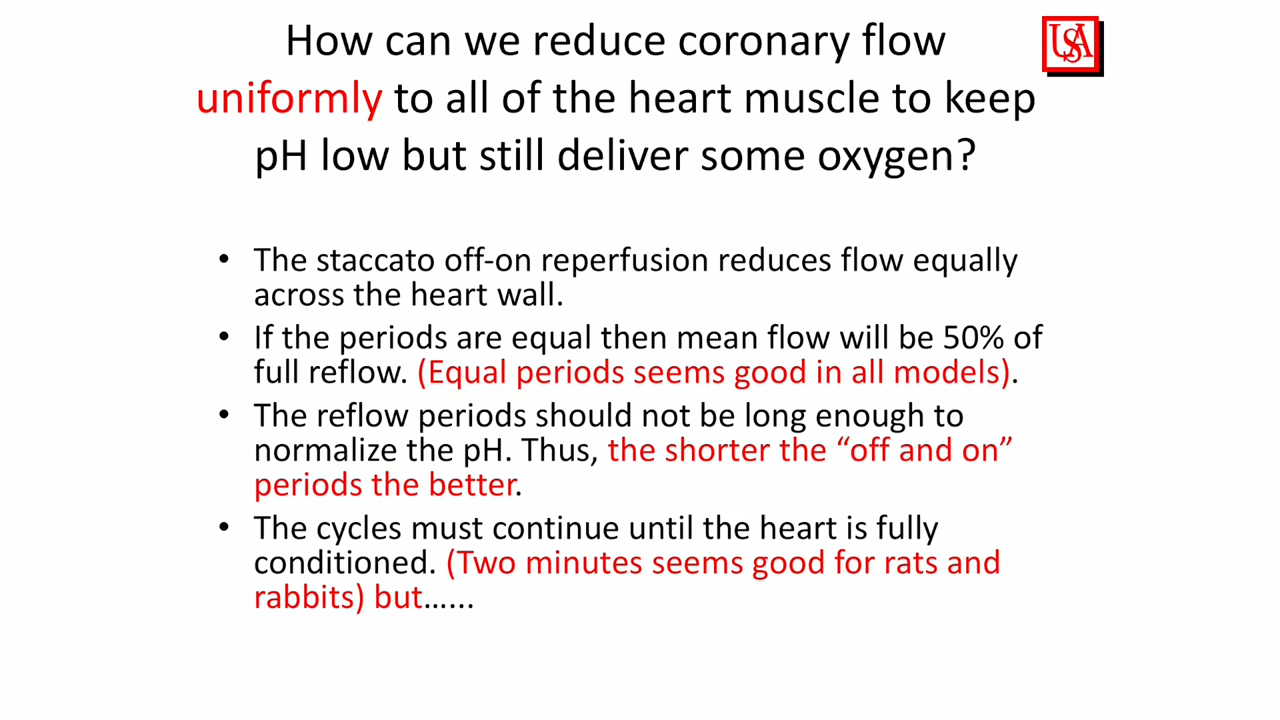 How can we reduce coronary flow
uniformly to all of the heart muscle to keep
pH low but still deliver some oxygen?
USA
• The staccato off-on reperfusion reduces flow equally
across the heart wall.
• If the periods are equal then mean flow will be 50% of
full reflow. (Equal periods seems good in all models).
• The reflow periods should not be long enough to
normalize the pH. Thus, the shorter the “off and on”
periods the better.
• The cycles must continue until the heart is fully
conditioned. (Two minutes seems good for rats and
rabbits) but…...